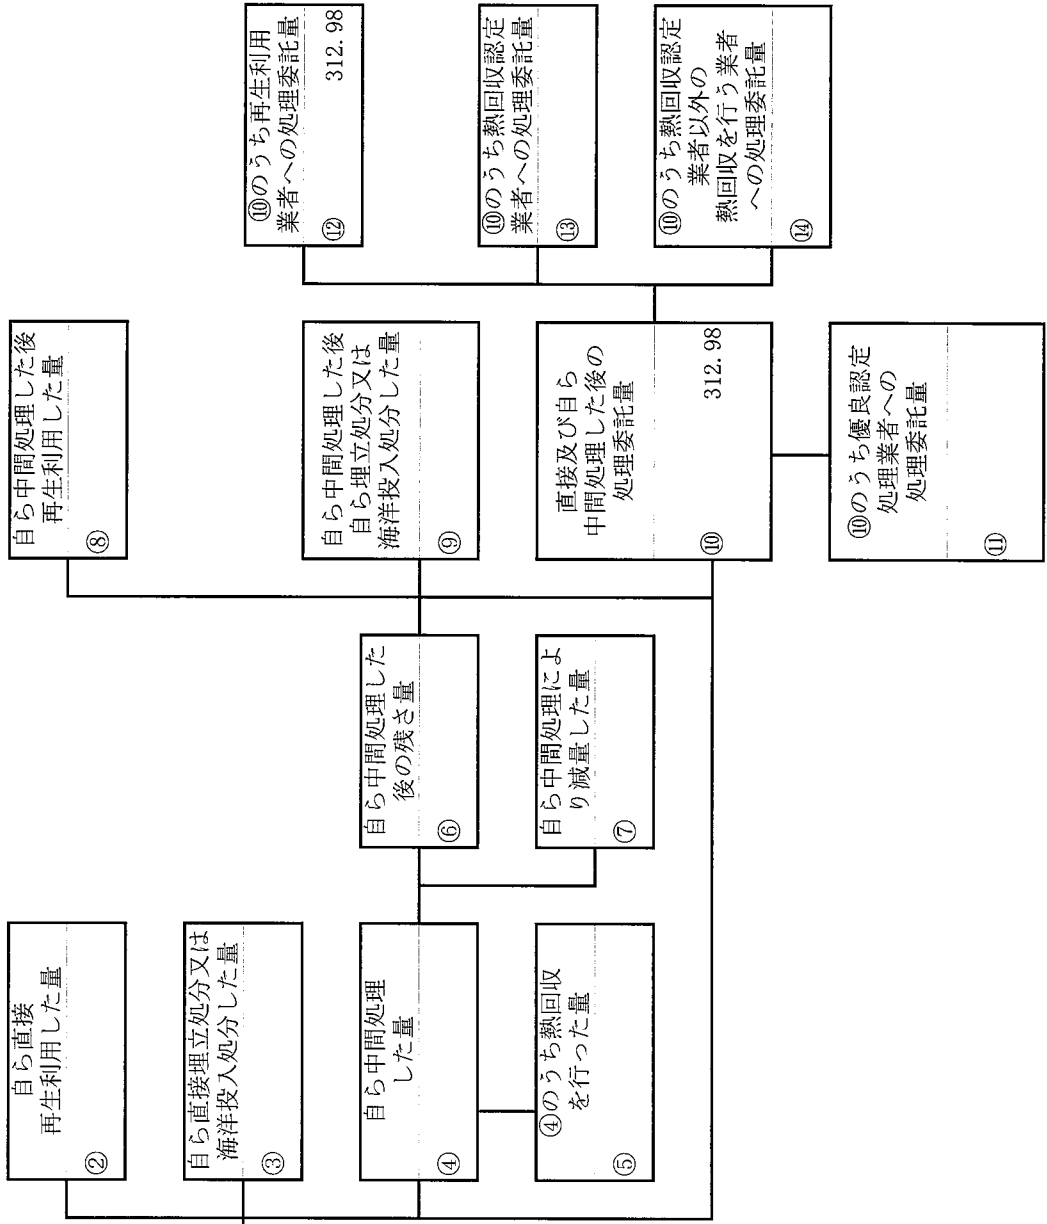 自ら直接
再生利用した量
②
自ら直接埋立処分又は
海洋投入処分した量
③
自ら中間処理
した量
④
④のうち熱回収
を行った量
⑤
自ら中間処理した
後の残さ量
⑥
自ら中間処理によ
り減量した量
⑦
自ら中間処理した後
再生利用した量
⑧
自ら中間処理した後
自ら埋立処分又は
海洋投入処分した量
⑨
直接及び自ら
中間処理した後の
処理委託量
⑩ 312.98
⑩のうち優良認定
処理業者への
処理委託量
⑪
⑩のうち再生利用
業者への処理委託量
⑫ 312.98
⑩のうち熱回収認定
業者への処理委託量
⑬
⑩のうち熱回収認定
業者以外の
熱回収を行う業者
への処理委託量
⑭